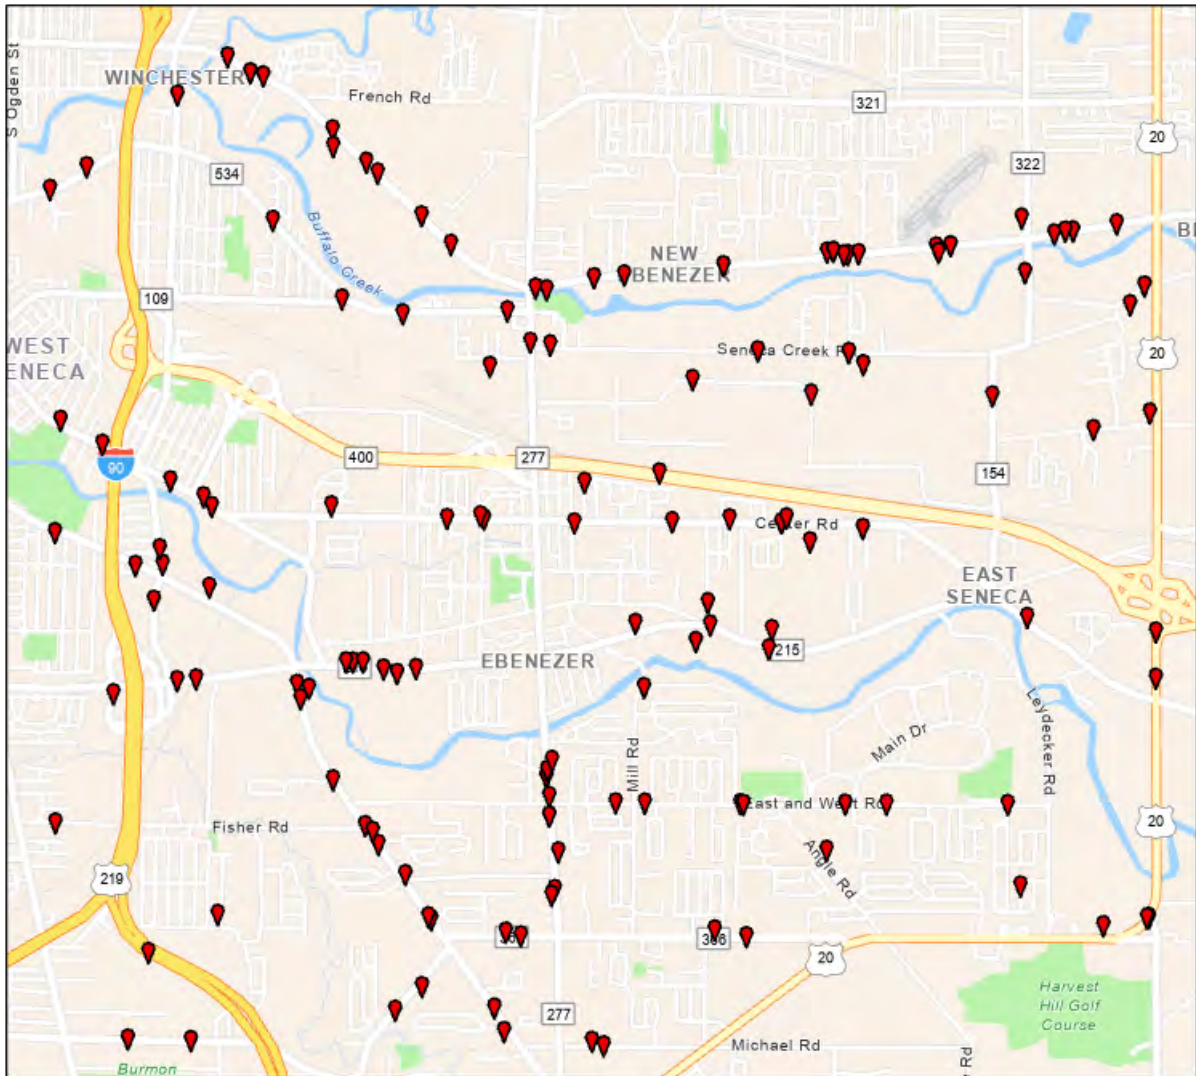 S Ogden St
WINCHESTER
French Rd
321
20
534
322
Buffalo Creek
NEW
109
WEST
ENECA
Seneca Creek
20
400
277
154
90
Center Rd
EAST
SENECA
215
EBENEZER
Leydecker Rd
Main Dr
Mill Rd
East and West Rd
Fisher Rd
20
Angle Rd
219
20
Harvest
Hill Golf
Course
277
Michael Rd
Rd
Burmon